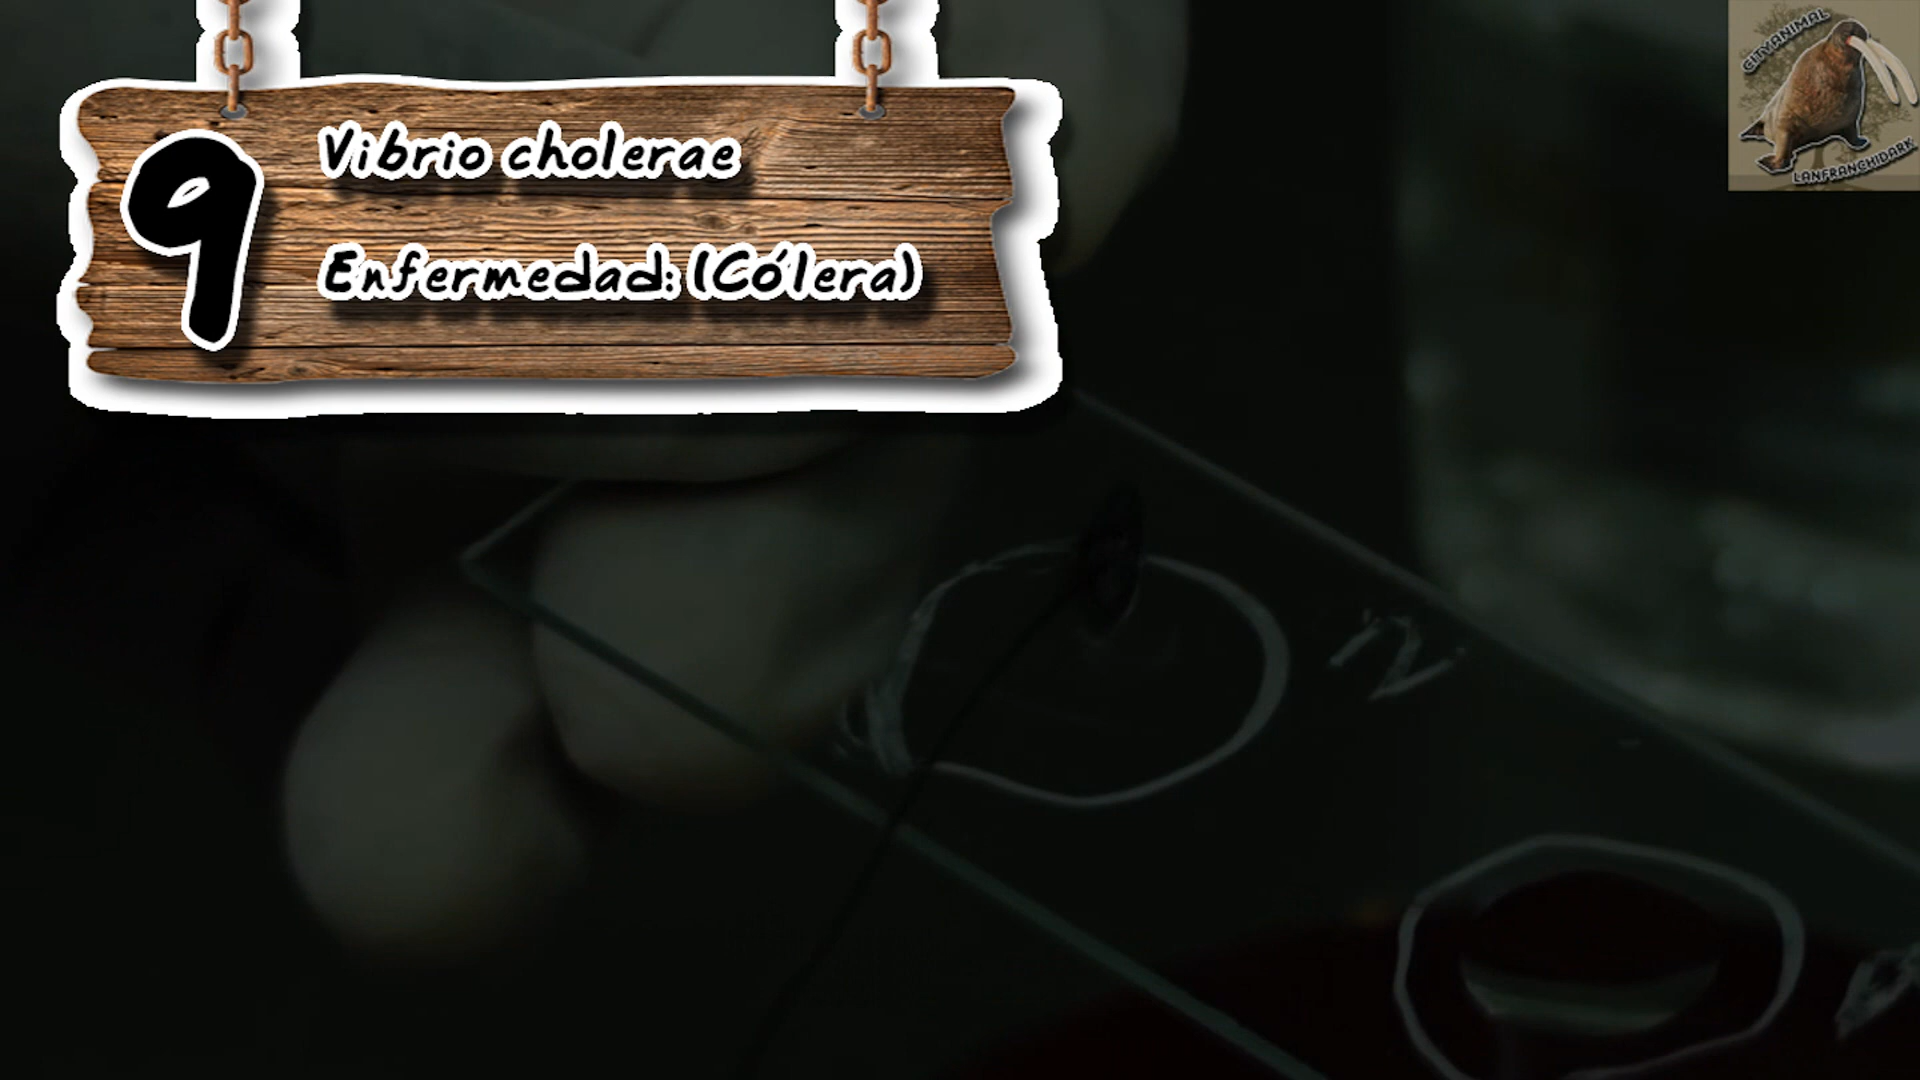 9
Vibrio cholerae
Enfermedad: (Cólera)
CITYANIMAL
LANFRANCHIDARK
N